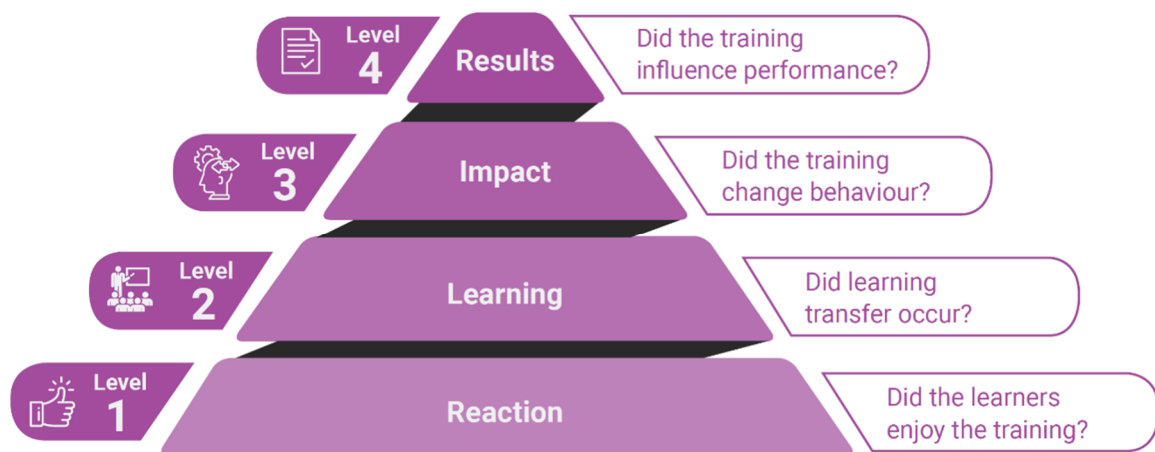 Level
4
Results
Did the training
influence performance?
Level
3
Impact
Did the training
change behaviour?
Level
2
Learning
Did learning
transfer occur?
Level
1
Reaction
Did the learners
enjoy the training?